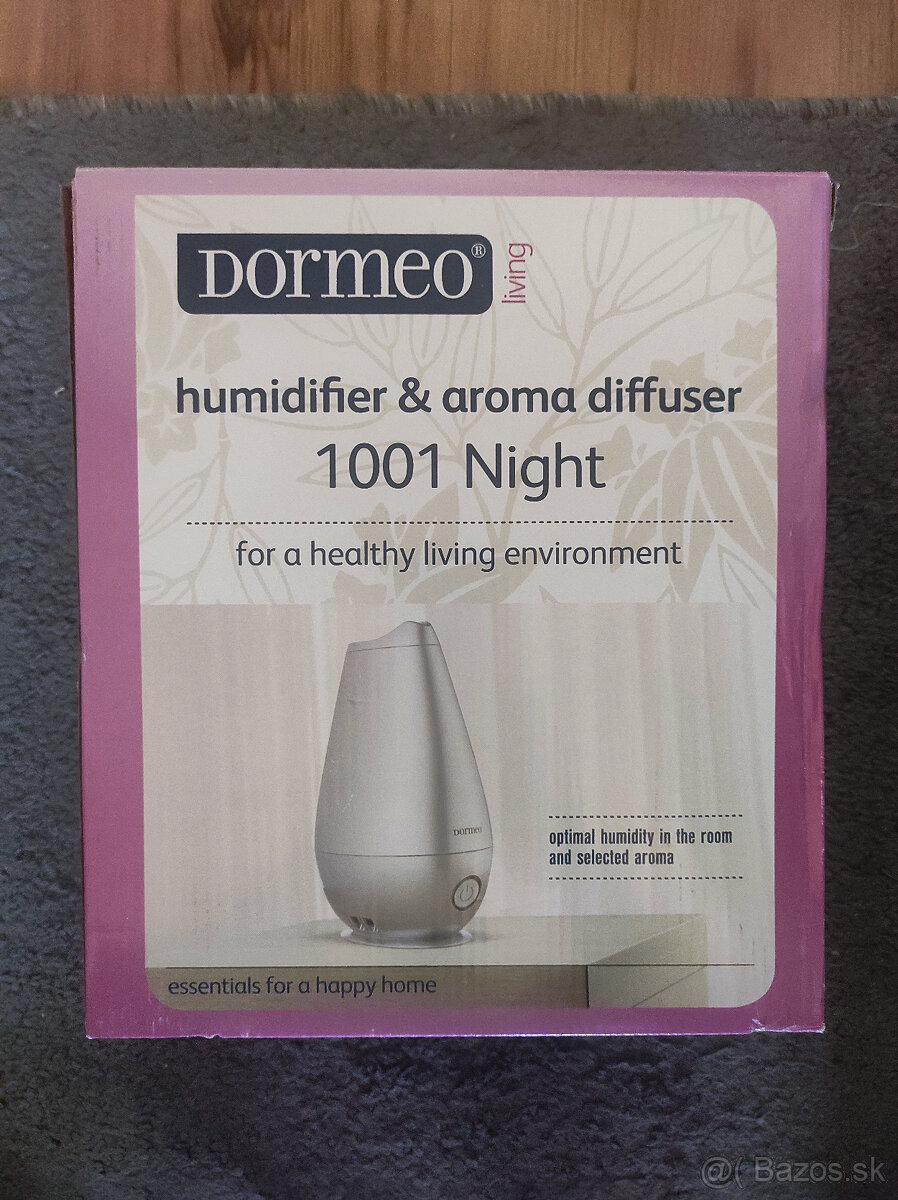 DORMEO® living
humidifier & aroma diffuser
1001 Night
for a healthy living environment
DORMEO
optimal humidity in the room
and selected aroma
essentials for a happy home
@( Bazos.sk